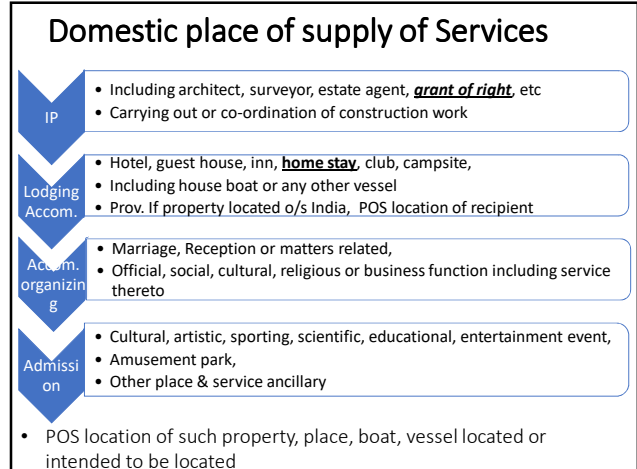 Domestic place of supply of Services
IP
• Including architect, surveyor, estate agent, grant of right, etc
• Carrying out or co-ordination of construction work
Lodging
Accom.
• Hotel, guest house, inn, home stay, club, campsite,
• Including house boat or any other vessel
• Prov. If property located o/s India, POS location of recipient
Accom.
organizin
g
• Marriage, Reception or matters related,
• Official, social, cultural, religious or business function including service
thereto
Admissi
on
• Cultural, artistic, sporting, scientific, educational, entertainment event,
• Amusement park,
• Other place & service ancillary
• POS location of such property, place, boat, vessel located or
intended to be located